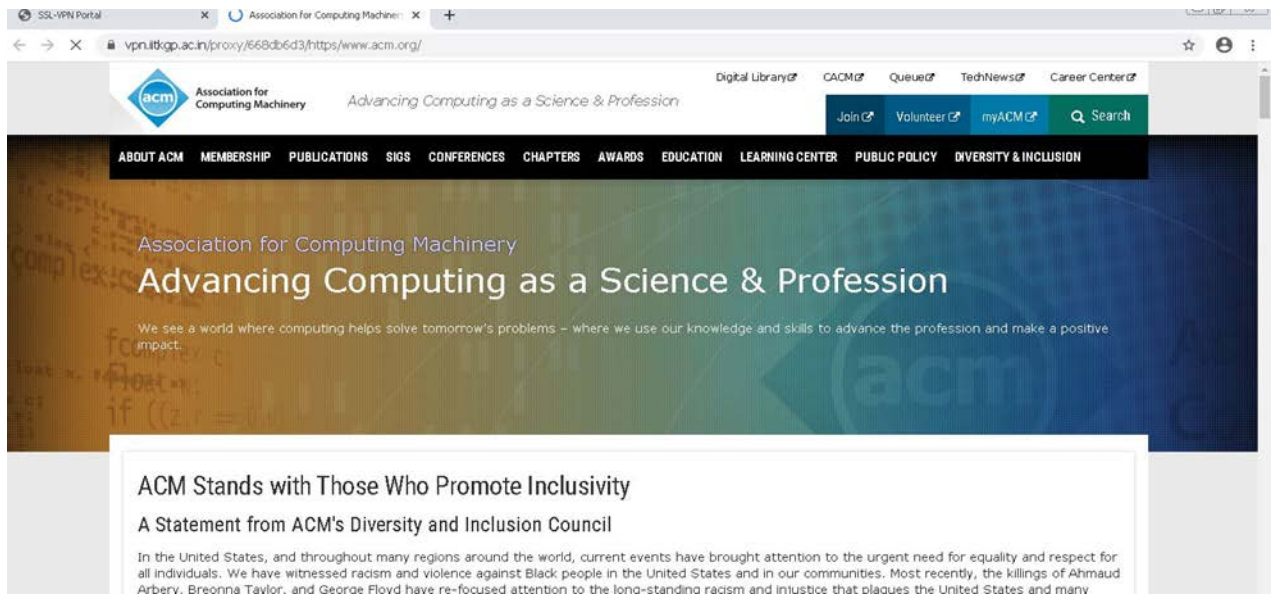 SSL-VPN Portal
Association for Computing Machiner
vpn.iitkgp.ac.in/proxy/668db6d3/https/www.acm.org/
Digital Library CACM Queue TechNews Career Center
acm
Association for
Computing Machinery
Advancing Computing as a Science & Profession
Join Volunteer myACM Search
ABOUT ACM MEMBERSHIP PUBLICATIONS SIGS CONFERENCES CHAPTERS AWARDS EDUCATION LEARNING CENTER PUBLIC POLICY DIVERSITY & INCLUSION
Association for Computing Machinery
Advancing Computing as a Science & Profession
We see a world where computing helps solve tomorrow's problems – where we use our knowledge and skills to advance the profession and make a positive
impact.
acm
ACM Stands with Those Who Promote Inclusivity
A Statement from ACM's Diversity and Inclusion Council
In the United States, and throughout many regions around the world, current events have brought attention to the urgent need for equality and respect for
all individuals. We have witnessed racism and violence against Black people in the United States and in our communities. Most recently, the killings of Ahmaud
Arbery, Breonna Taylor, and George Floyd have re-focused attention to the long-standing racism and injustice that plagues the United States and many